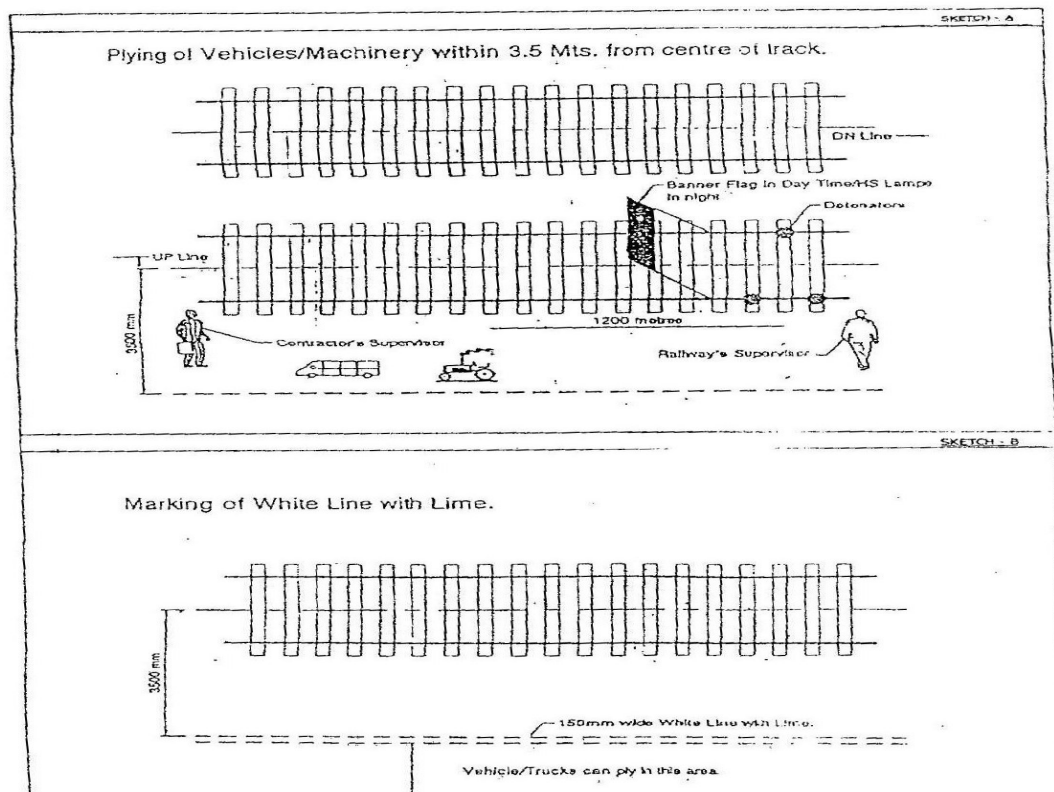 SKETCH - A
Plying of Vehicles/Machinery within 3.5 Mts. from centre of track.
DN Line
Banner Flag In Day Time/HS Lamps
In night
Detonators
UP Line
1200 metres
3500 mm
Contractor's Supervisor
Railway's Supervisor
SKETCH - B
Marking of White Line with Lime.
3500 mm
150mm wide White Line with Lime.
Vehicle/Trucks can ply in this area